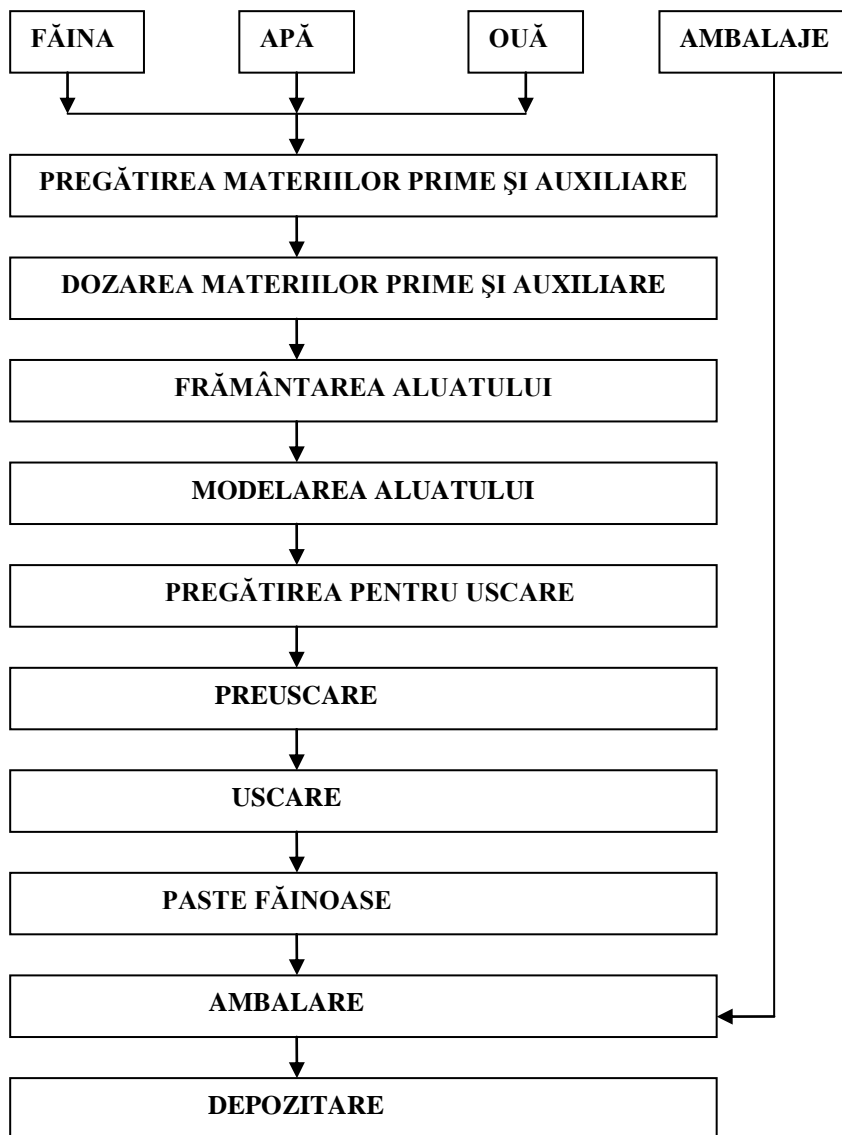 FĂINA
APĂ
OUĂ
AMBALAJE
PREGĂTIREA MATERIILOR PRIME ŞI AUXILIARE
DOZAREA MATERIILOR PRIME ŞI AUXILIARE
FRĂMÂNTAREA ALUATULUI
MODELAREA ALUATULUI
PREGĂTIREA PENTRU USCARE
PREUSCARE
USCARE
PASTE FĂINOASE
AMBALARE
DEPOZITARE